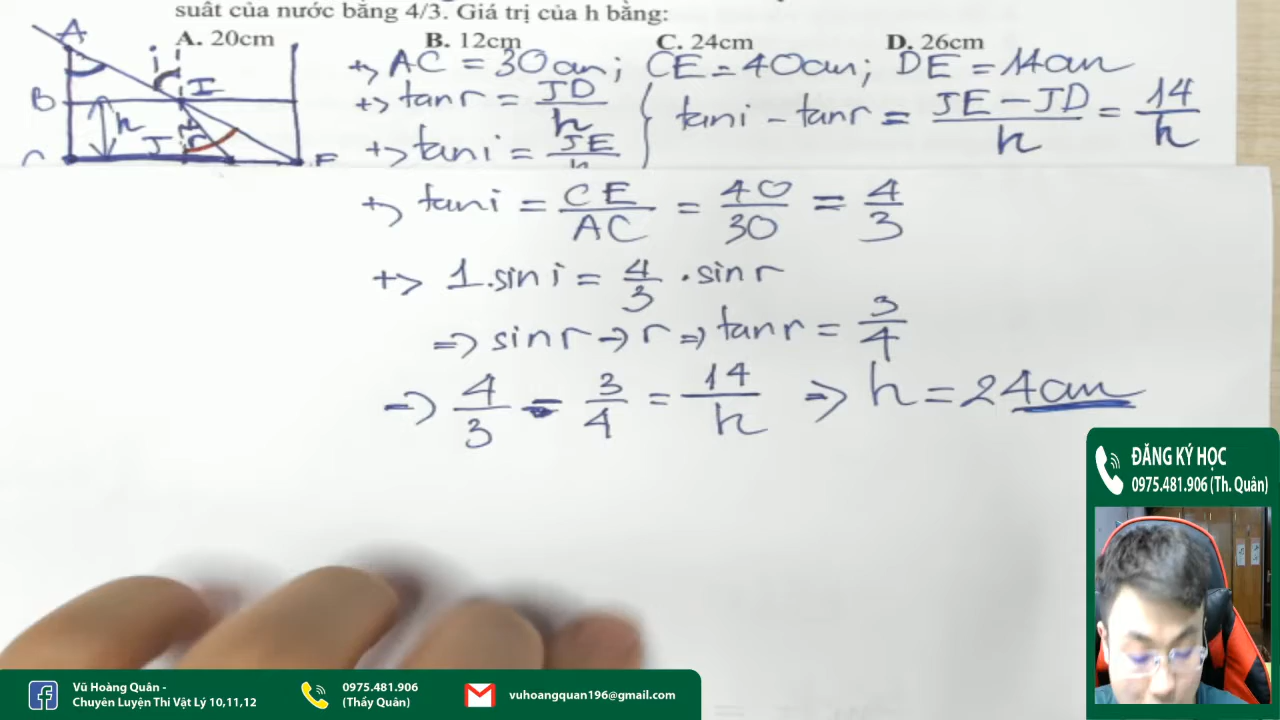 suất của nước bằng 4/3. Giá trị của h bằng:
A. 20cm B. 12cm C. 24cm D. 26cm
+> AC = 30cm; CE = 40cm; DE = 14cm
+> tanr = JD/h
+> tani = JE/h
tani - tanr = (JE - JD)/h = 14/h
A
i
B
I
h
J
r
C
E
+> tani = CE/AC = 40/30 = 4/3
+> 1.sini = 4/3 . sinr
=> sinr -> r => tanr = 3/4
=> 4/3 - 3/4 = 14/h => h = 24cm
ĐĂNG KÝ HỌC
0975.481.906 (Th. Quân)
Vũ Hoàng Quân -
Chuyên Luyện Thi Vật Lý 10,11,12
0975.481.906
(Thầy Quân)
vuhoangquan196@gmail.com